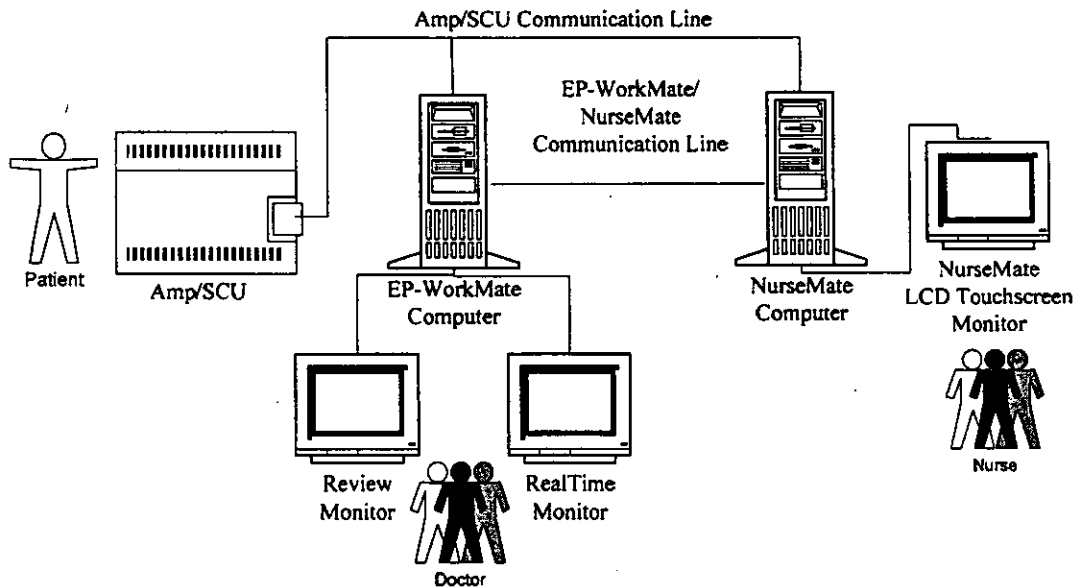 Amp/SCU Communication Line
EP-WorkMate/
NurseMate
Communication Line
Patient
Amp/SCU
EP-WorkMate
Computer
NurseMate
Computer
NurseMate
LCD Touchscreen
Monitor
Review
Monitor
RealTime
Monitor
Doctor
Nurse